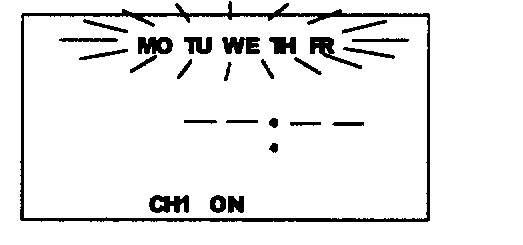 MO TU WE TH FR
-- -- : -- --
CH1 ON